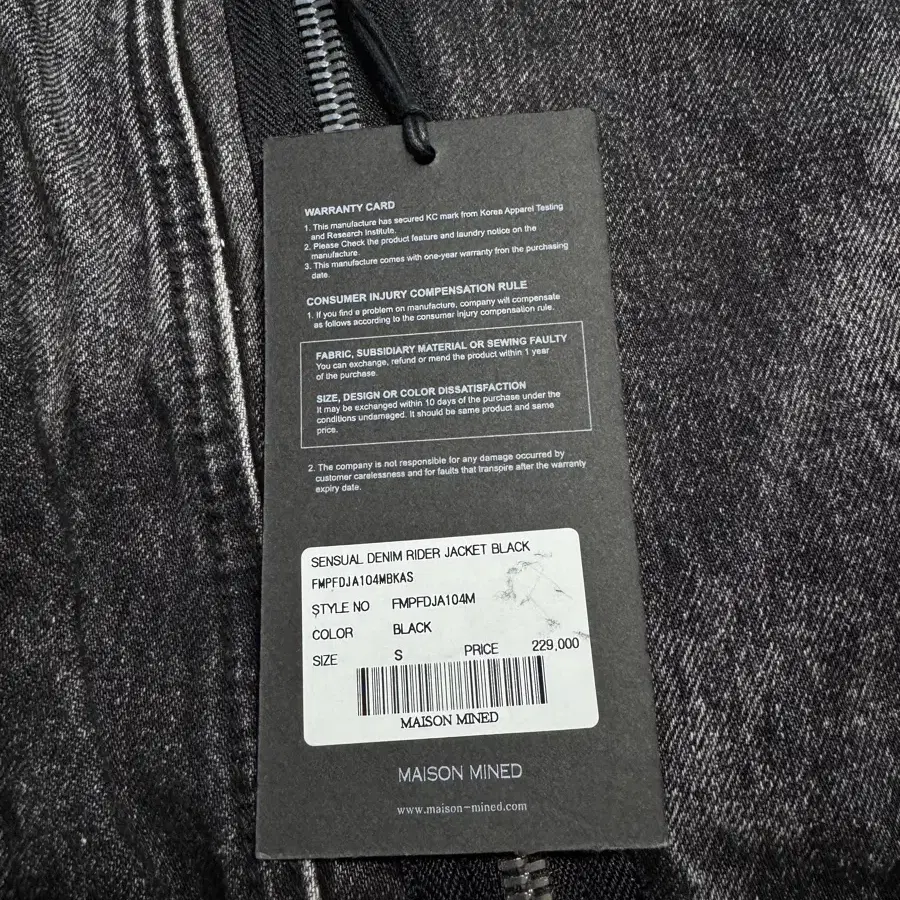 WARRANTY CARD
1. This manufacture has secured KC mark from Korea Apparel Testing
and Research Institute.
2. Please Check the product feature and laundry notice on the
manufacture.
3. This manufacture comes with one-year warranty fron the purchasing
date.
CONSUMER INJURY COMPENSATION RULE
1. If you find a problem on manufacture, company will compensate
as follows according to the consumer injury compensation rule.
FABRIC, SUBSIDIARY MATERIAL OR SEWING FAULTY
You can exchange, refund or mend the product within 1 year
of the purchase.
SIZE, DESIGN OR COLOR DISSATISFACTION
It may be exchanged within 10 days of the purchase under the
conditions undamaged. It should be same product and same
price.
2. The company is not responsible for any damage occurred by
customer carelessness and for faults that transpire after the warranty
expiry date.
SENSUAL DENIM RIDER JACKET BLACK
FMPFDJA104MBKAS
STYLE NO FMPFDJA104M
COLOR BLACK
SIZE S PRICE 229,000
MAISON MINED
MAISON MINED
www.maison-mined.com